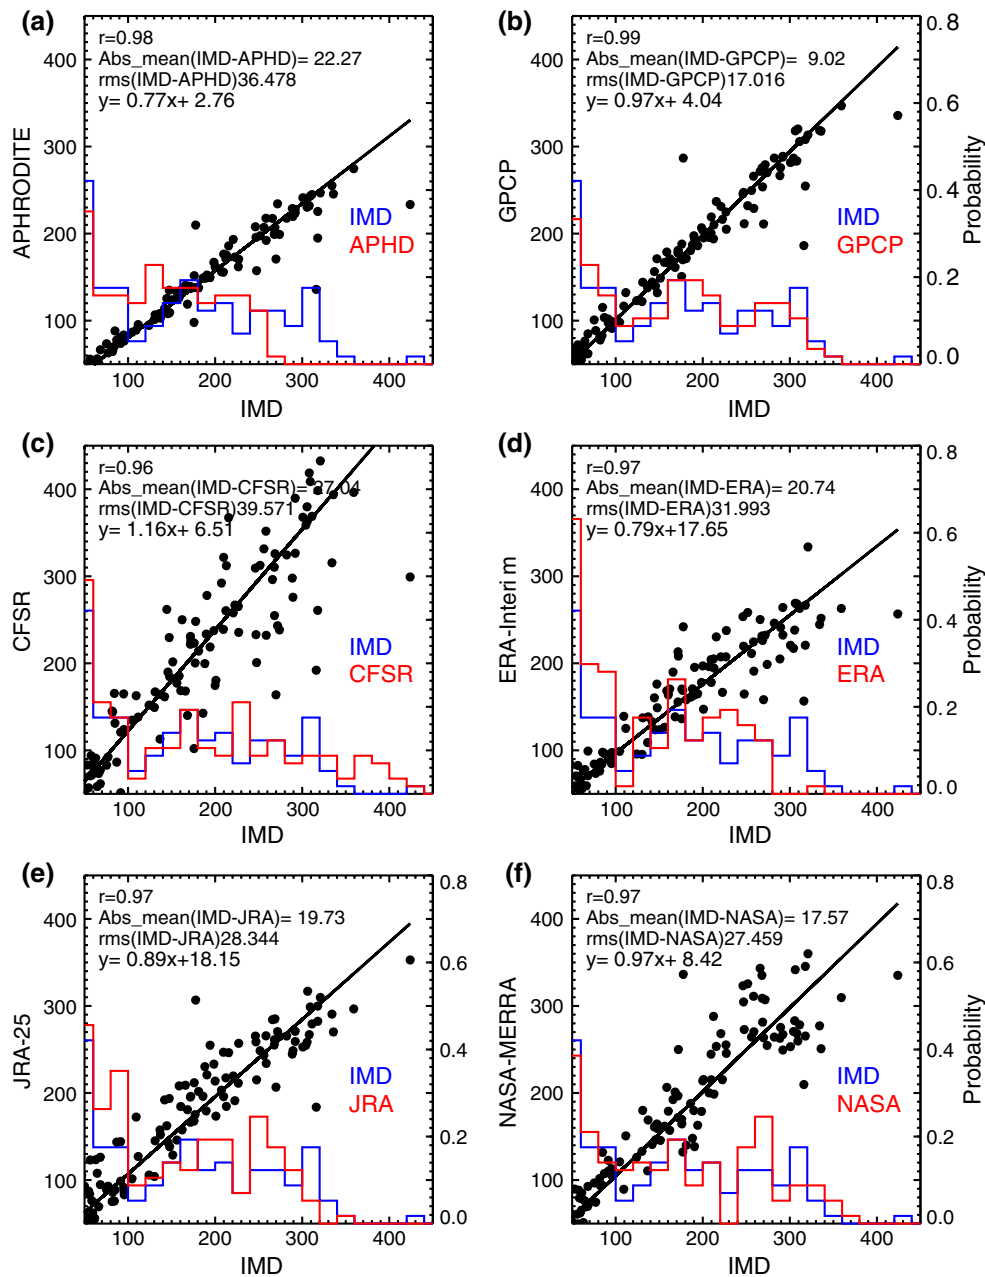 (a)
r=0.98
Abs_mean(IMD-APHD)= 22.27
rms(IMD-APHD)36.478
y= 0.77x+ 2.76
400
300
200
100
APHRODITE
IMD
APHD
100 200 300 400
IMD
(b)
r=0.99
Abs_mean(IMD-GPCP)= 9.02
rms(IMD-GPCP)17.016
y= 0.97x+ 4.04
400
300
200
100
GPCP
IMD
GPCP
0.8
0.6
0.4
0.2
0.0
Probability
100 200 300 400
IMD
(c)
r=0.96
Abs_mean(IMD-CFSR)= 27.04
rms(IMD-CFSR)39.571
y= 1.16x+ 6.51
400
300
200
100
CFSR
IMD
CFSR
100 200 300 400
IMD
(d)
r=0.97
Abs_mean(IMD-ERA)= 20.74
rms(IMD-ERA)31.993
y= 0.79x+17.65
400
300
200
100
ERA-Interim
IMD
ERA
0.8
0.6
0.4
0.2
0.0
Probability
100 200 300 400
IMD
(e)
r=0.97
Abs_mean(IMD-JRA)= 19.73
rms(IMD-JRA)28.344
y= 0.89x+18.15
400
300
200
100
JRA-25
IMD
JRA
0.8
0.6
0.4
0.2
0.0
100 200 300 400
IMD
(f)
r=0.97
Abs_mean(IMD-NASA)= 17.57
rms(IMD-NASA)27.459
y= 0.97x+ 8.42
400
300
200
100
NASA-MERRA
IMD
NASA
0.8
0.6
0.4
0.2
0.0
Probability
100 200 300 400
IMD